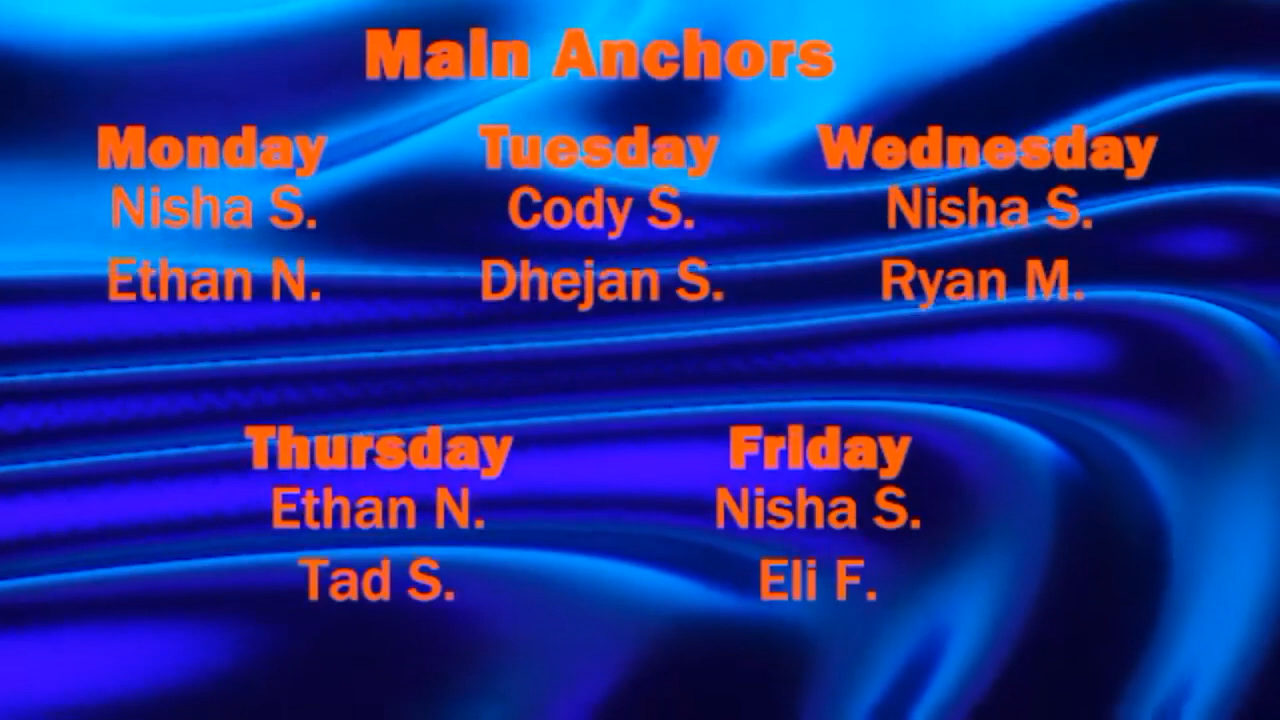 Main Anchors
Monday
Nisha S.
Ethan N.
Tuesday
Cody S.
Dhejan S.
Wednesday
Nisha S.
Ryan M.
Thursday
Ethan N.
Tad S.
Friday
Nisha S.
Eli F.